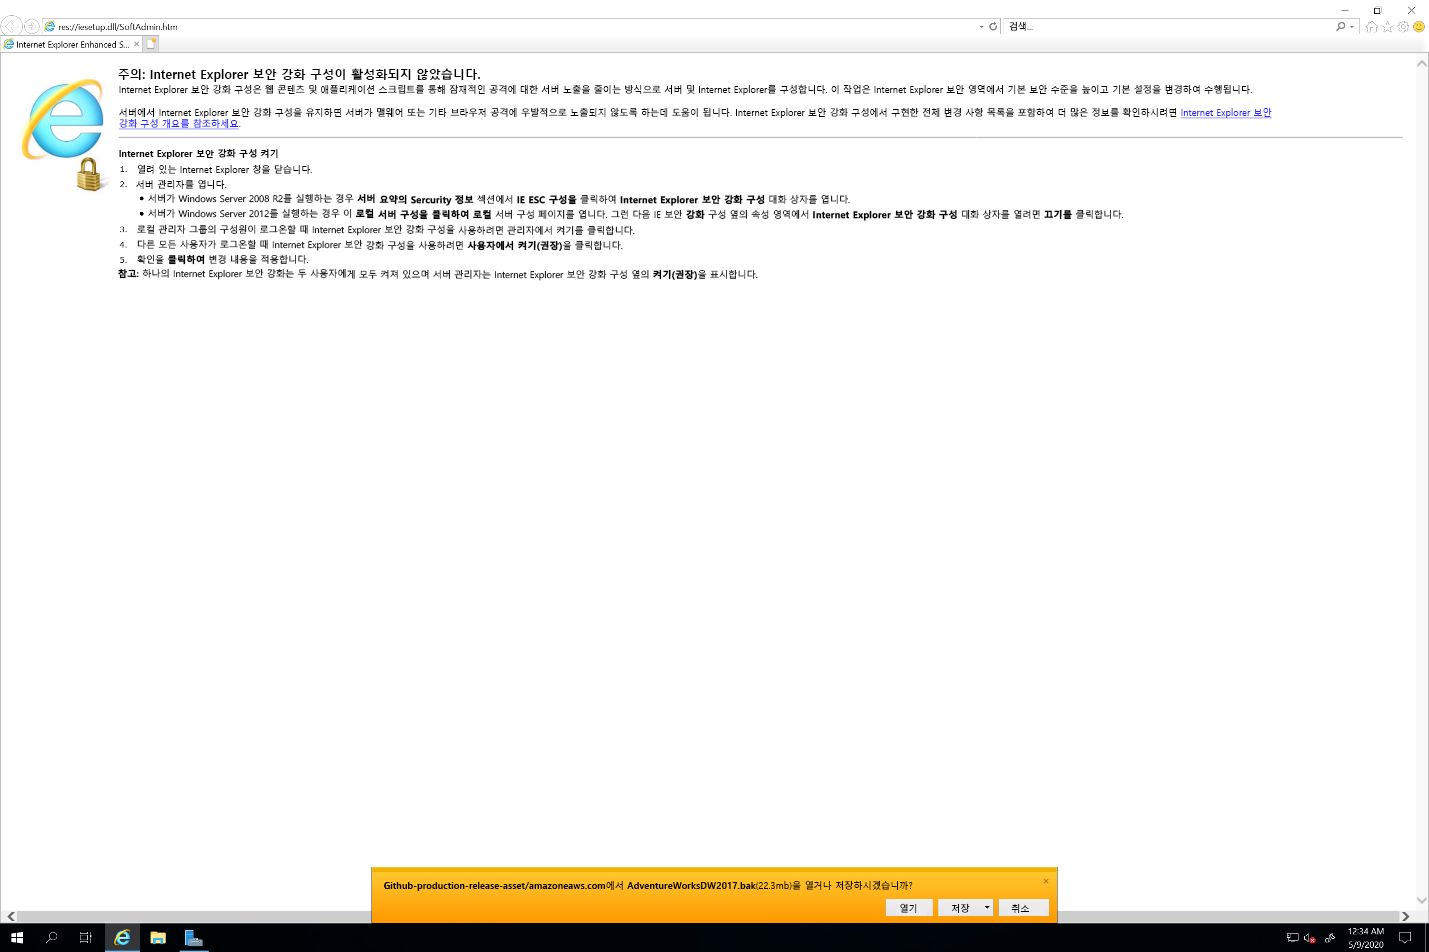 res://iesetup.dll/SoftAdmin.htm
검색...
Internet Explorer Enhanced S...
주의: Internet Explorer 보안 강화 구성이 활성화되지 않았습니다.
Internet Explorer 보안 강화 구성은 웹 콘텐츠 및 애플리케이션 스크립트를 통해 잠재적인 공격에 대한 서버 노출을 줄이는 방식으로 서버 및 Internet Explorer를 구성합니다. 이 작업은 Internet Explorer 보안 영역에서 기본 보안 수준을 높이고 기본 설정을 변경하여 수행됩니다.
서버에서 Internet Explorer 보안 강화 구성을 유지하면 서버가 맬웨어 또는 기타 브라우저 공격에 우발적으로 노출되지 않도록 하는데 도움이 됩니다. Internet Explorer 보안 강화 구성에서 구현한 전체 변경 사항 목록을 포함하여 더 많은 정보를 확인하시려면 Internet Explorer 보안
강화 구성 개요를 참조하세요.
Internet Explorer 보안 강화 구성 켜기
1. 열려 있는 Internet Explorer 창을 닫습니다.
2. 서버 관리자를 엽니다.
• 서버가 Windows Server 2008 R2를 실행하는 경우 서버 요약의 Sercurity 정보 섹션에서 IE ESC 구성을 클릭하여 Internet Explorer 보안 강화 구성 대화 상자를 엽니다.
• 서버가 Windows Server 2012를 실행하는 경우 이 로컬 서버 구성을 클릭하여 로컬 서버 구성 페이지를 엽니다. 그런 다음 IE 보안 강화 구성 옆의 속성 영역에서 Internet Explorer 보안 강화 구성 대화 상자를 열려면 끄기를 클릭합니다.
3. 로컬 관리자 그룹의 구성원이 로그온할 때 Internet Explorer 보안 강화 구성을 사용하려면 관리자에서 켜기를 클릭합니다.
4. 다른 모든 사용자가 로그온할 때 Internet Explorer 보안 강화 구성을 사용하려면 사용자에서 켜기(권장)을 클릭합니다.
5. 확인을 클릭하여 변경 내용을 적용합니다.
참고: 하나의 Internet Explorer 보안 강화는 두 사용자에게 모두 켜져 있으며 서버 관리자는 Internet Explorer 보안 강화 구성 옆의 켜기(권장)을 표시합니다.
Github-production-release-asset/amazoneaws.com에서 AdventureWorksDW2017.bak(22.3mb)을 열거나 저장하시겠습니까?
열기 저장 취소
12:34 AM
5/9/2020